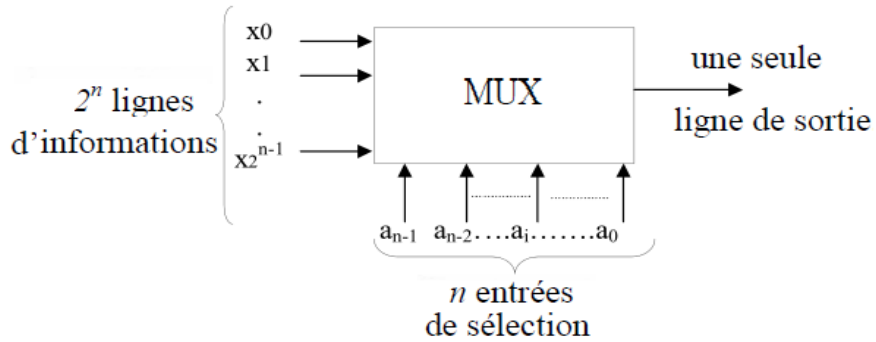 x0
x1
.
.
x2^n-1
2^n lignes
d'informations
MUX
une seule
ligne de sortie
a_n-1 a_n-2....a_i.......a_0
n entrées
de sélection